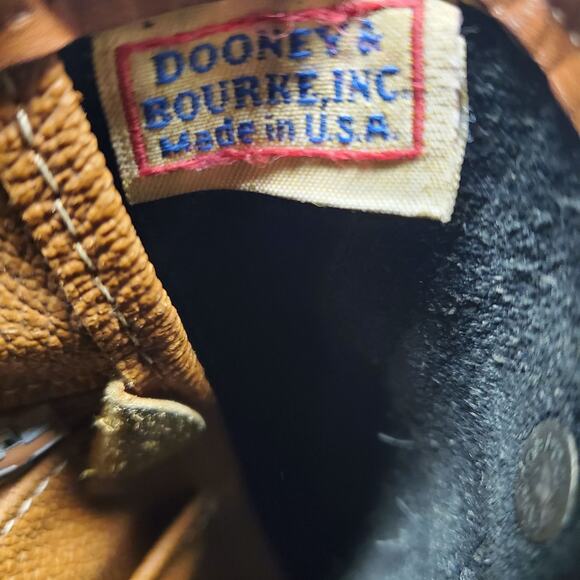 DOONEY &
BOURKE, INC.
Made in U.S.A.